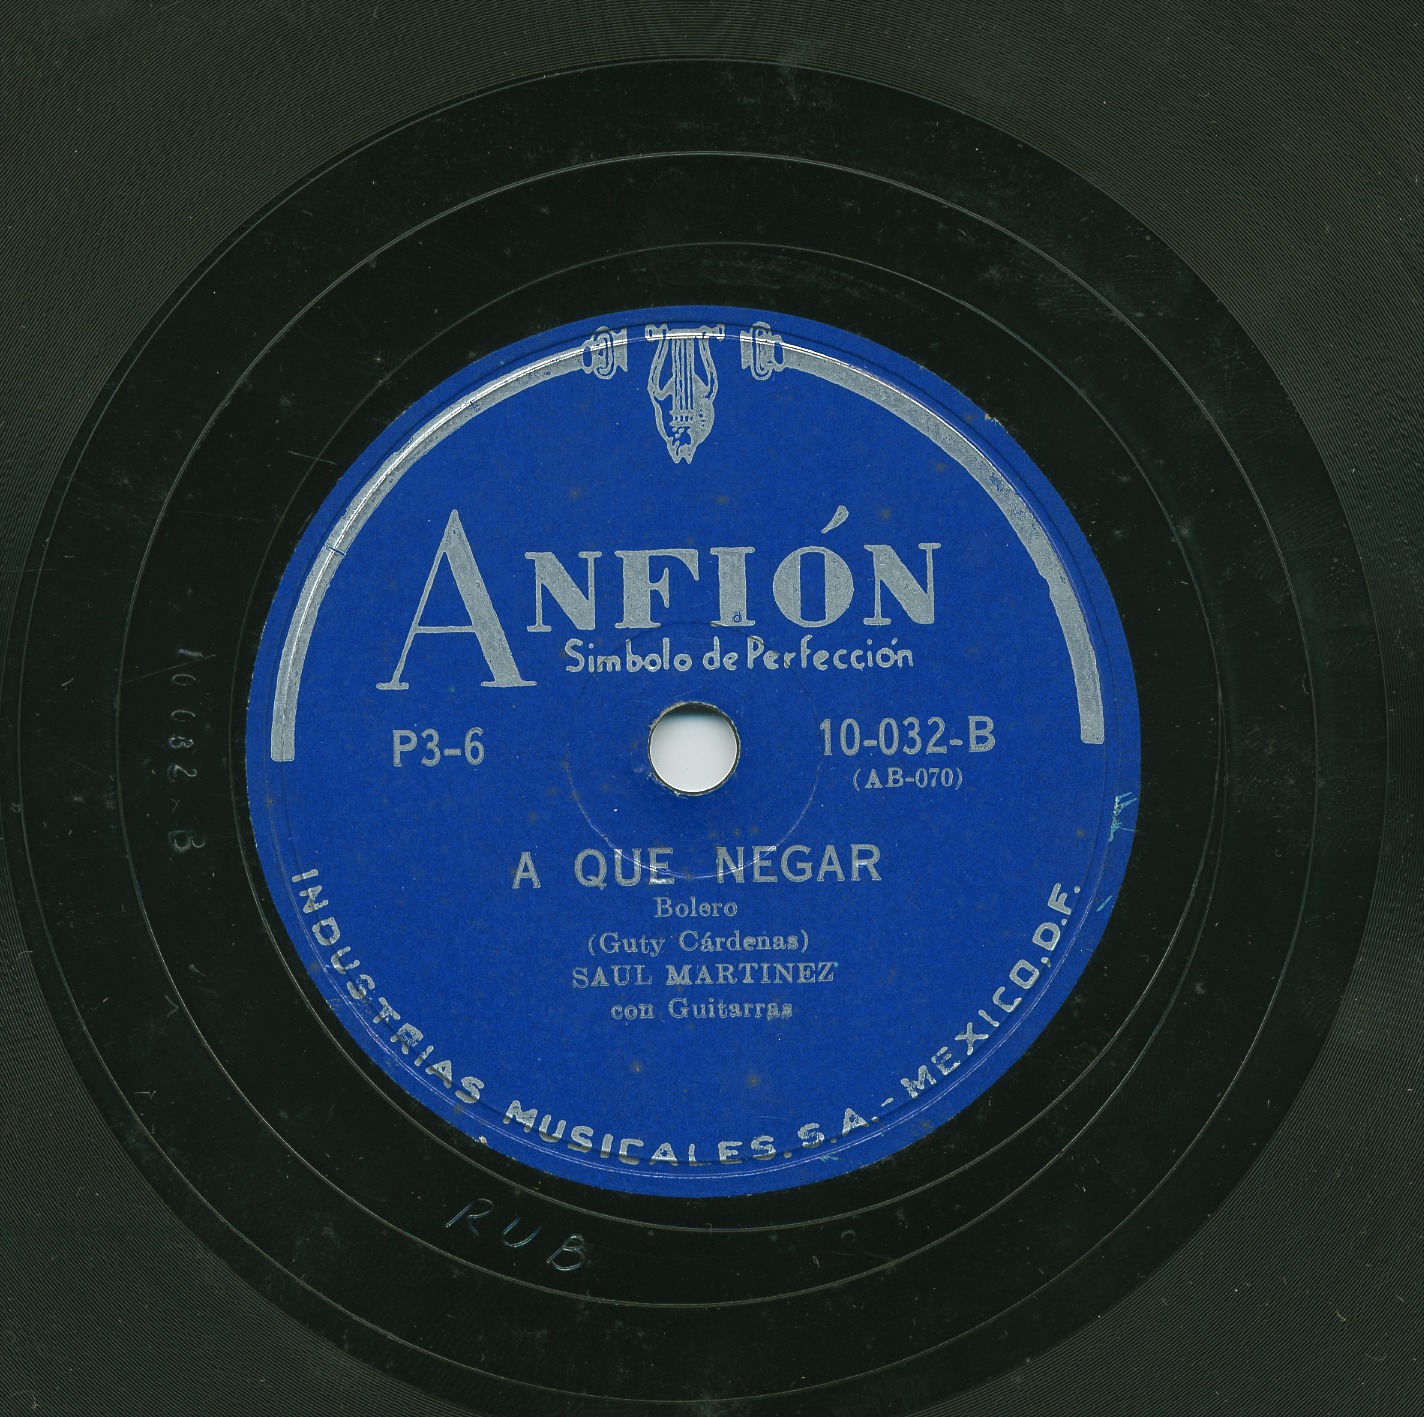 ANFIÓN
Simbolo de Perfección
P3-6
10-032-B
(AB-070)
A QUE NEGAR
Bolero
(Guty Cárdenas)
SAUL MARTINEZ
con Guitarras
INDUSTRIAS MUSICALES, S.A.- MEXICO, D.F.
10032-B
RUB